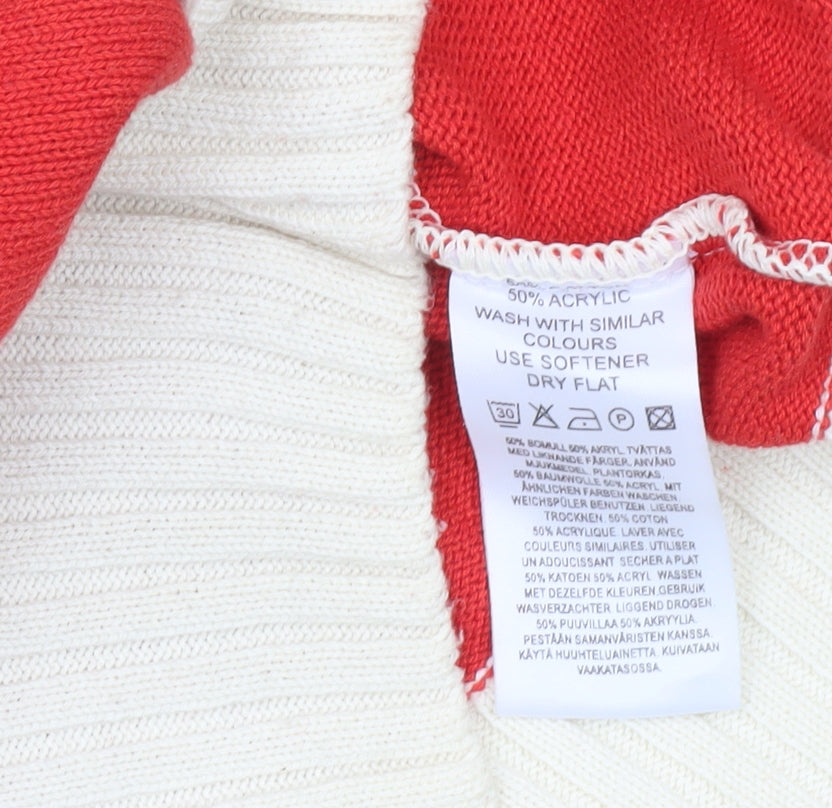 50% ACRYLIC
WASH WITH SIMILAR
COLOURS
USE SOFTENER
DRY FLAT
30 P
50% BOMULL 50% AKRYL. TVÄTTAS
MED LIKNANDE FÄRGER. ANVÄND
MJUKMEDEL. PLANTORKAS.
50% BAUMWOLLE 50% ACRYL. MIT
ÄHNLICHEN FARBEN WASCHEN.
WEICHSPÜLER BENUTZEN. LIEGEND
TROCKNEN. 50% COTON
50% ACRYLIQUE. LAVER AVEC
COULEURS SIMILAIRES. UTILISER
UN ADOUCISSANT SECHER A PLAT
50% KATOEN 50% ACRYL. WASSEN
MET DEZELFDE KLEUREN.GEBRUIK
WASVERZACHTER. LIGGEND DROGEN.
50% PUUVILLAA 50% AKRYYLIA.
PESTÄÄN SAMANVÄRISTEN KANSSA.
KÄYTÄ HUUHTELUAINETTA. KUIVATAAN
VAAKATASOSSA.